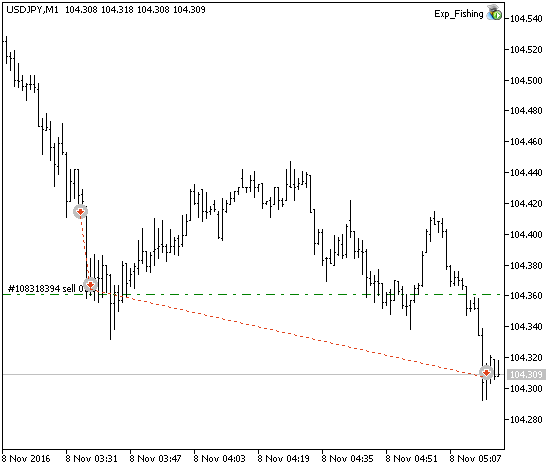 USDJPY,M1 104.308 104.318 104.308 104.309
Exp_Fishing
104.540
104.520
104.500
104.480
104.460
104.440
104.420
104.400
104.380
104.360
104.340
104.320
104.309
104.280
#108318394 sell 0
8 Nov 2016
8 Nov 03:31
8 Nov 03:47
8 Nov 04:03
8 Nov 04:19
8 Nov 04:35
8 Nov 04:51
8 Nov 05:07